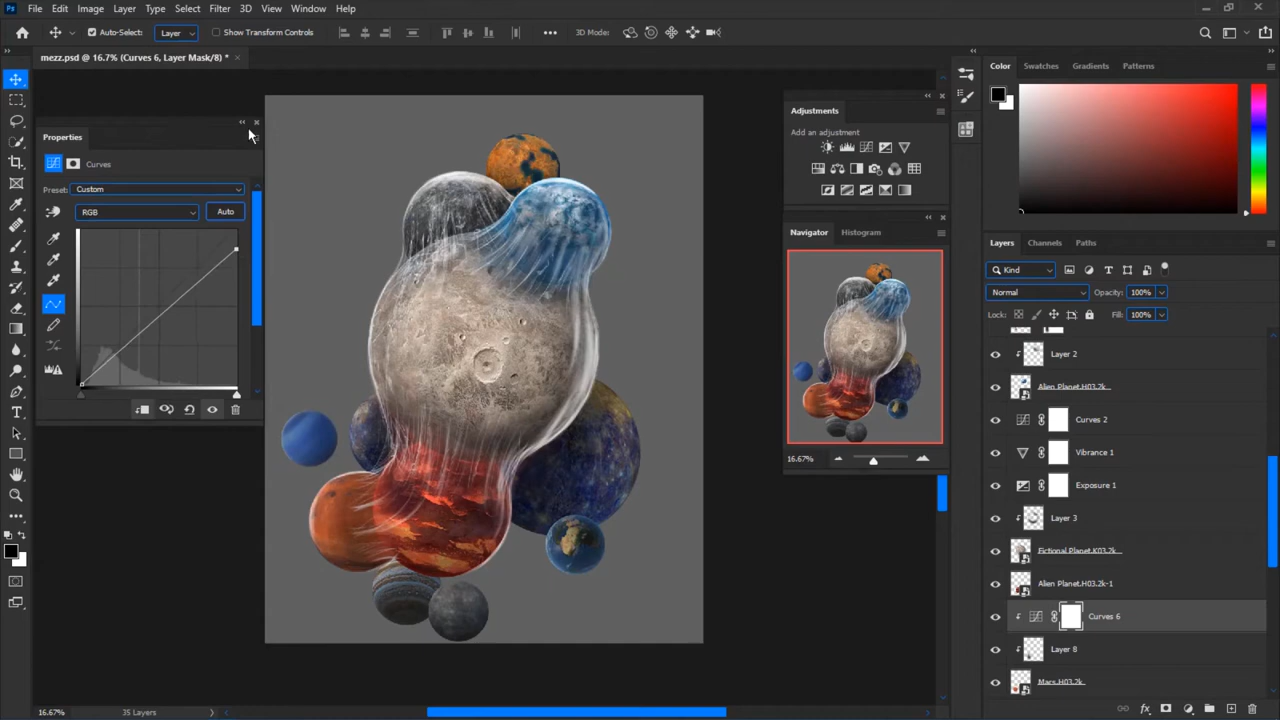 Ps File Edit Image Layer Type Select Filter 3D View Window Help
Auto-Select: Layer Show Transform Controls 3D Mode:
mezz.psd @ 16.7% (Curves 6, Layer Mask/8) *
Properties
Curves
Preset: Custom
RGB Auto
Adjustments
Add an adjustment
Navigator Histogram
16.67%
Color Swatches Gradients Patterns
Layers Channels Paths
Kind
Normal Opacity: 100%
Lock: Fill: 100%
Layer 2
Alien Planet.H03.2k
Curves 2
Vibrance 1
Exposure 1
Layer 3
Fictional Planet.K03.2k
Alien Planet.H03.2k-1
Curves 6
Layer 8
Mars.H03.2k
16.67% 35 Layers